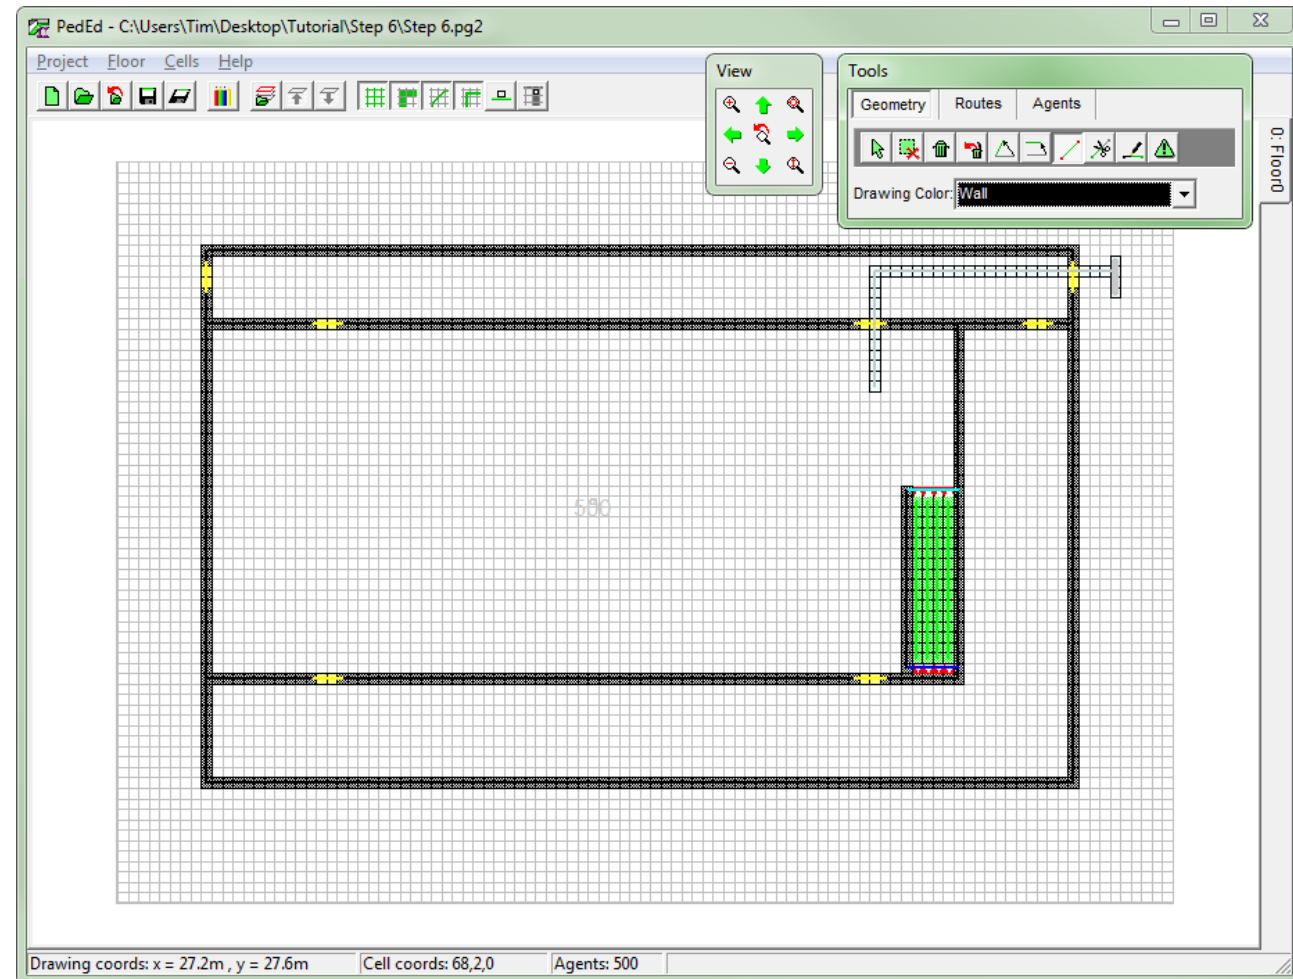 PedEd - C:\Users\Tim\Desktop\Tutorial\Step 6\Step 6.pg2
Project Floor Cells Help
View
Tools
Geometry Routes Agents
Drawing Color: Wall
0: Floor0
Drawing coords: x = 27.2m , y = 27.6m Cell coords: 68,2,0 Agents: 500